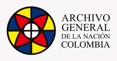 ARCHIVO
GENERAL
DE LA NACIÓN
COLOMBIA